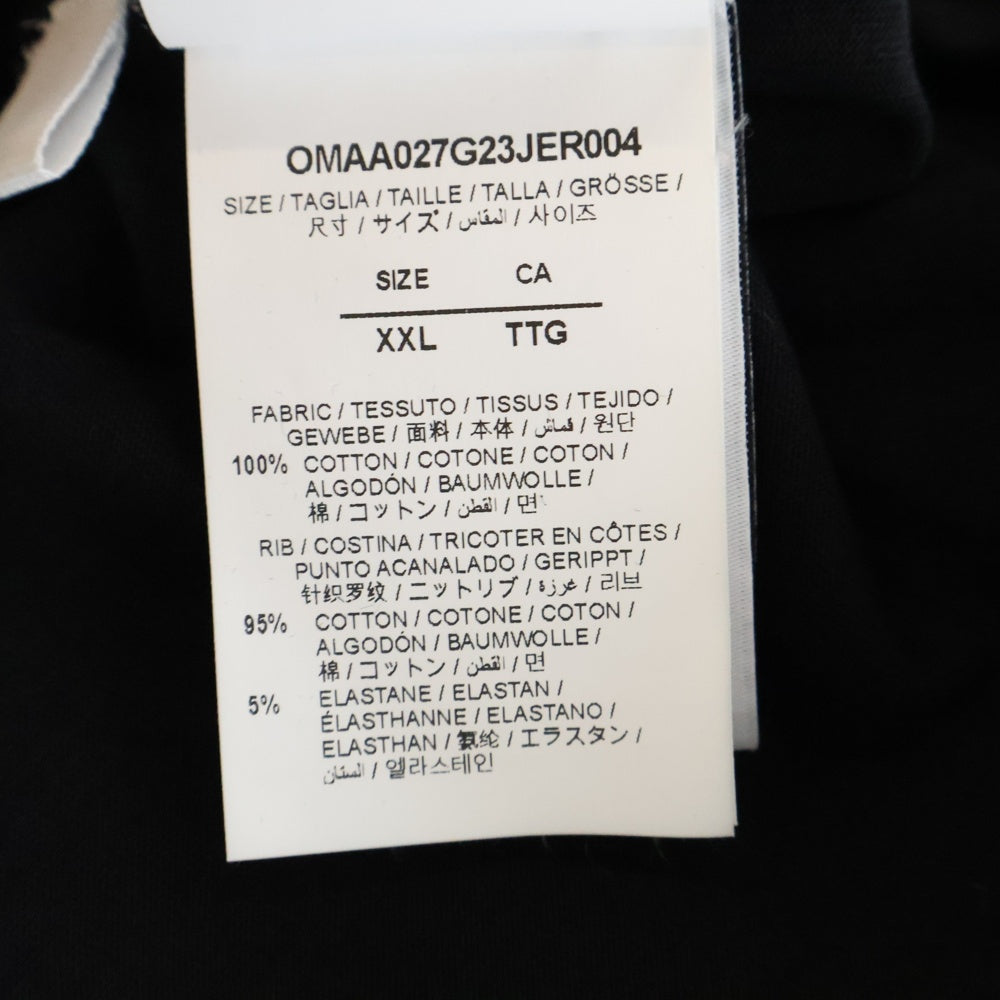 OMAA027G23JER004
SIZE / TAGLIA / TAILLE / TALLA / GRÖSSE /
尺寸 / サイズ / المقاس / 사이즈
SIZE CA
XXL TTG
FABRIC / TESSUTO / TISSUS / TEJIDO /
GEWEBE / 面料 / 本体 / قماش / 원단
100% COTTON / COTONE / COTON /
ALGODÓN / BAUMWOLLE /
棉 / コットン / القطن / 면
RIB / COSTINA / TRICOTER EN CÔTES /
PUNTO ACANALADO / GERIPPT /
针织罗纹 / ニットリブ / غرزة / 리브
95% COTTON / COTONE / COTON /
ALGODÓN / BAUMWOLLE /
棉 / コットン / القطن / 면
5% ELASTANE / ELASTAN /
ÉLASTHANNE / ELASTANO /
ELASTHAN / 氨纶 / エラスタン /
الستان / 엘라스테인